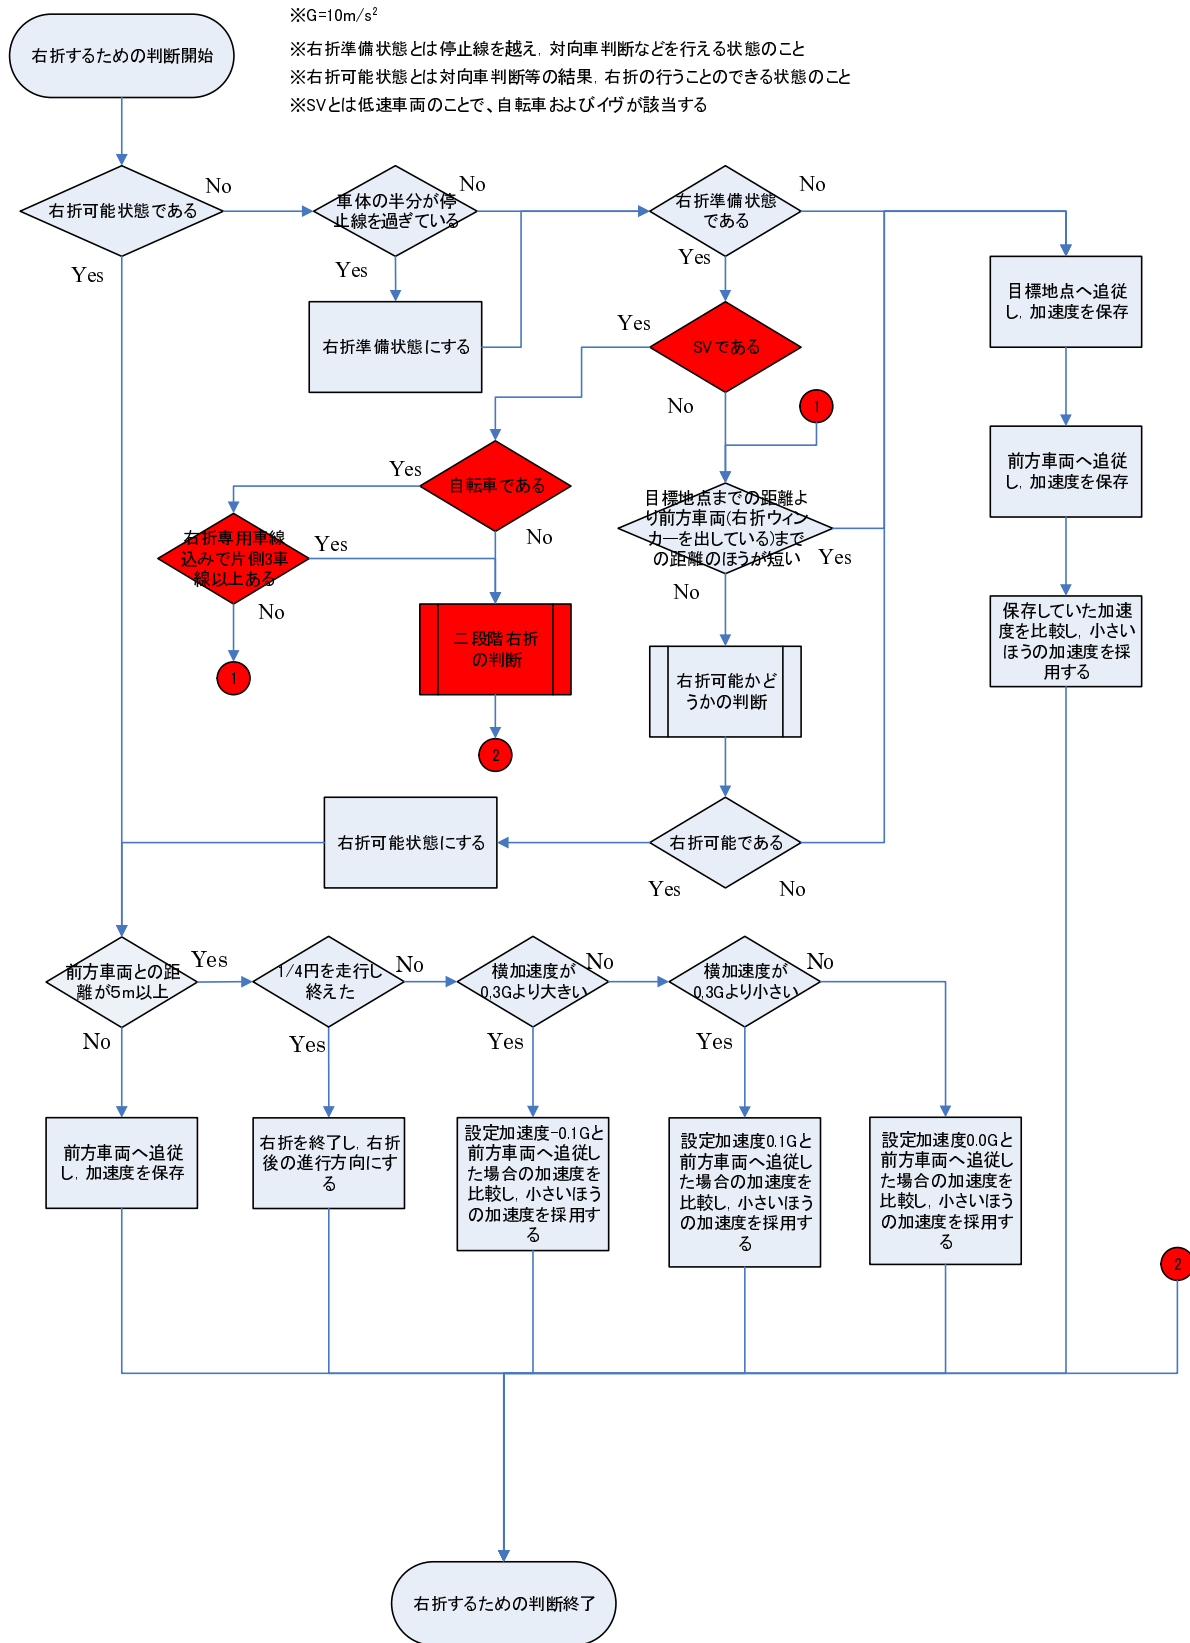 ※G=10m/s²
※右折準備状態とは停止線を越え，対向車判断などを行える状態のこと
※右折可能状態とは対向車判断等の結果，右折の行うことのできる状態のこと
※SVとは低速車両のことで、自転車およびイヴが該当する
右折するための判断開始
右折可能状態である
No
Yes
車体の半分が停
止線を過ぎている
No
Yes
右折準備状態
である
No
Yes
右折準備状態にする
目標地点へ追従
し，加速度を保存
SVである
Yes
No
1
前方車両へ追従
し，加速度を保存
自転車である
Yes
No
目標地点までの距離よ
り前方車両(右折ウィン
カーを出している)まで
の距離のほうが短い
Yes
No
右折専用車線
込みで片側3車
線以上ある
Yes
No
1
二段階右折
の判断
2
右折可能かど
うかの判断
保存していた加速
度を比較し，小さい
ほうの加速度を採
用する
右折可能状態にする
右折可能である
Yes
No
前方車両との距
離が5m以上
Yes
No
1/4円を走行し
終えた
No
Yes
横加速度が
0.3Gより大きい
No
Yes
横加速度が
0.3Gより小さい
No
Yes
前方車両へ追従
し，加速度を保存
右折を終了し，右折
後の進行方向にす
る
設定加速度-0.1Gと
前方車両へ追従し
た場合の加速度を
比較し，小さいほう
の加速度を採用す
る
設定加速度0.1Gと
前方車両へ追従し
た場合の加速度を
比較し，小さいほう
の加速度を採用す
る
設定加速度0.0Gと
前方車両へ追従し
た場合の加速度を
比較し，小さいほう
の加速度を採用す
る
2
右折するための判断終了